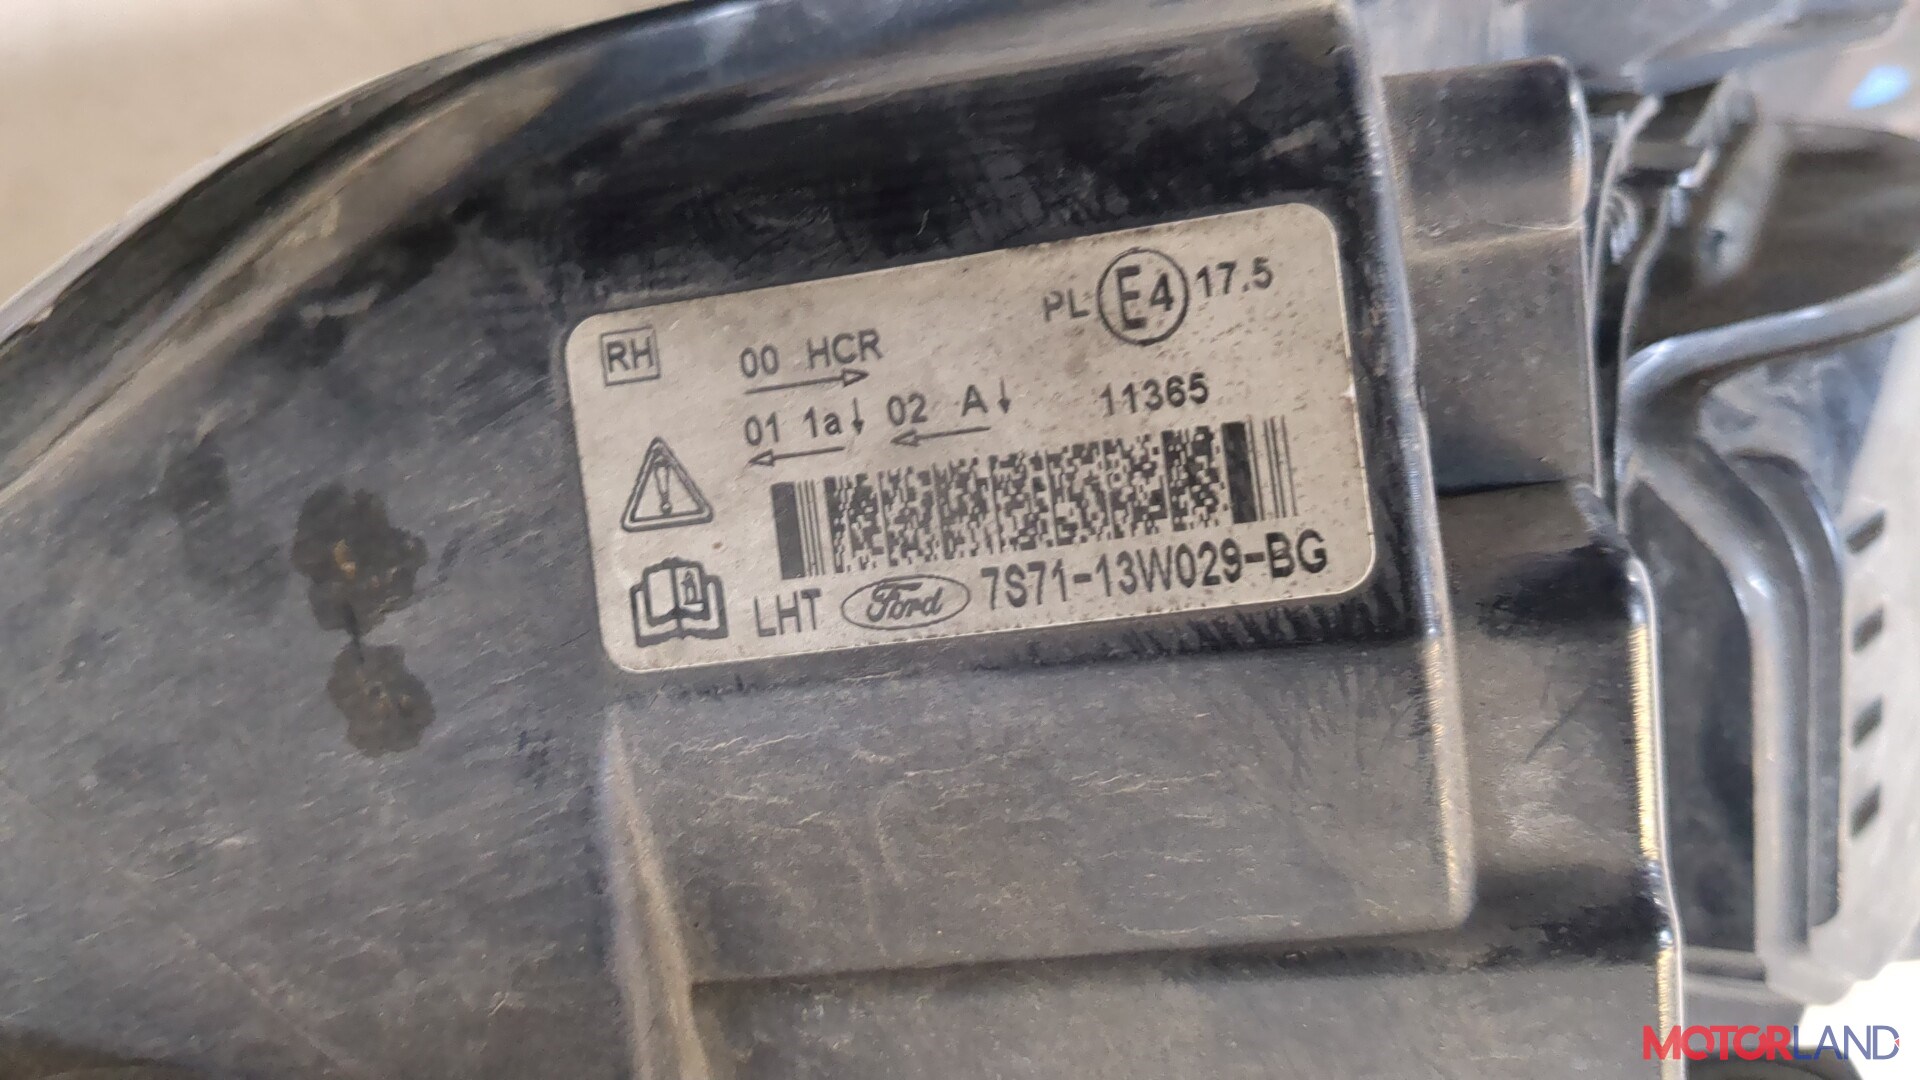 RH
00 HCR
PL E4 17.5
01 1a↓ 02 A↓ 11365
LHT Ford 7S71-13W029-BG
MOTORLAND